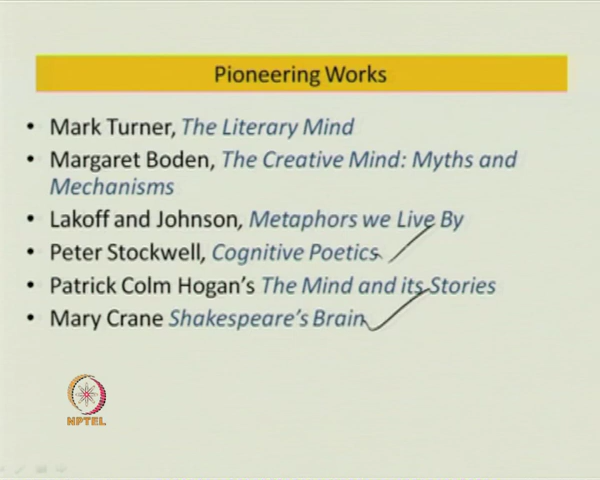 Pioneering Works
• Mark Turner, The Literary Mind
• Margaret Boden, The Creative Mind: Myths and
Mechanisms
• Lakoff and Johnson, Metaphors we Live By
• Peter Stockwell, Cognitive Poetics
• Patrick Colm Hogan's The Mind and its Stories
• Mary Crane Shakespeare's Brain
NPTEL